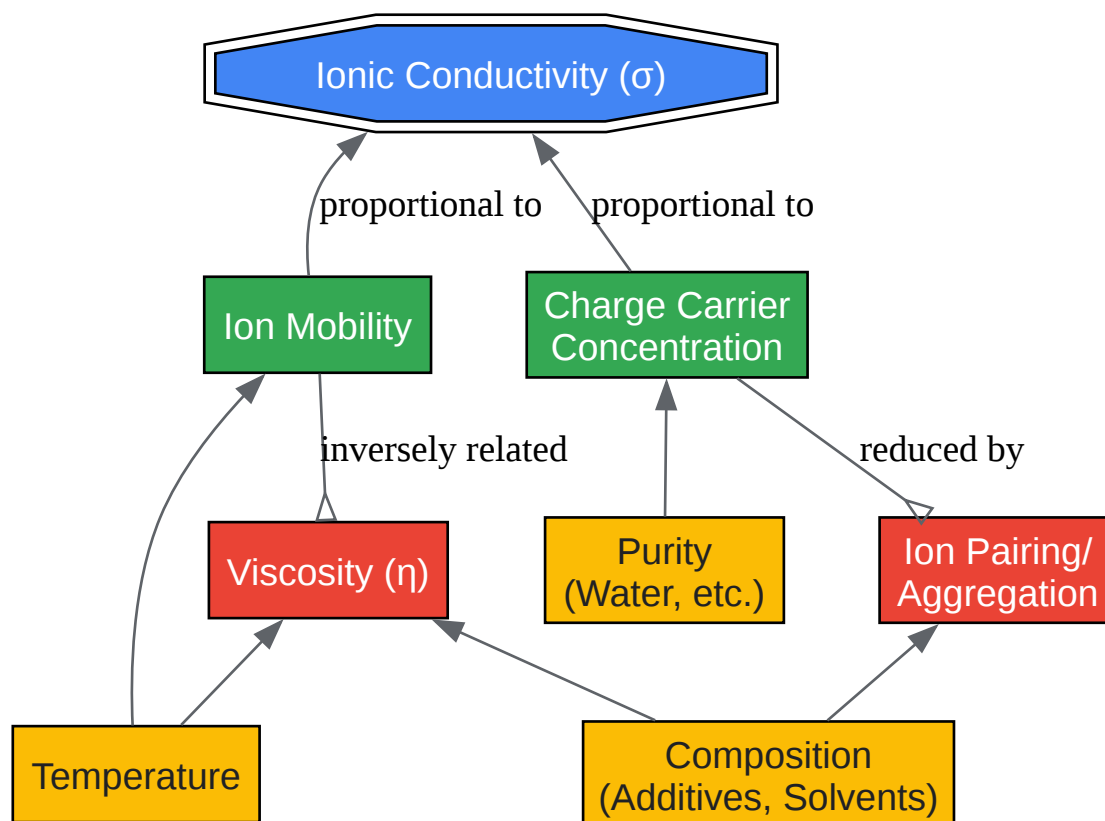 Ionic Conductivity (σ)
proportional to
proportional to
Ion Mobility
Charge Carrier
Concentration
inversely related
reduced by
Viscosity (η)
Purity
(Water, etc.)
Ion Pairing/
Aggregation
Temperature
Composition
(Additives, Solvents)